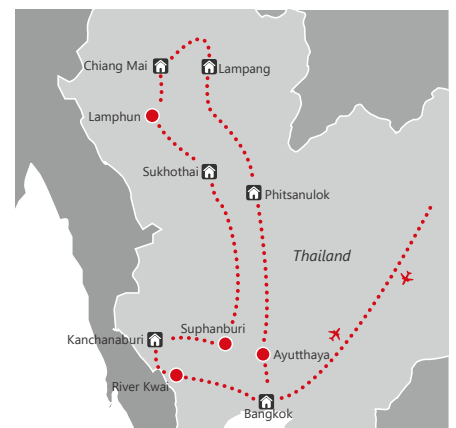 Chiang Mai
Lampang
Lamphun
Sukhothai
Phitsanulok
Thailand
Suphanburi
Kanchanaburi
Ayutthaya
River Kwai
Bangkok